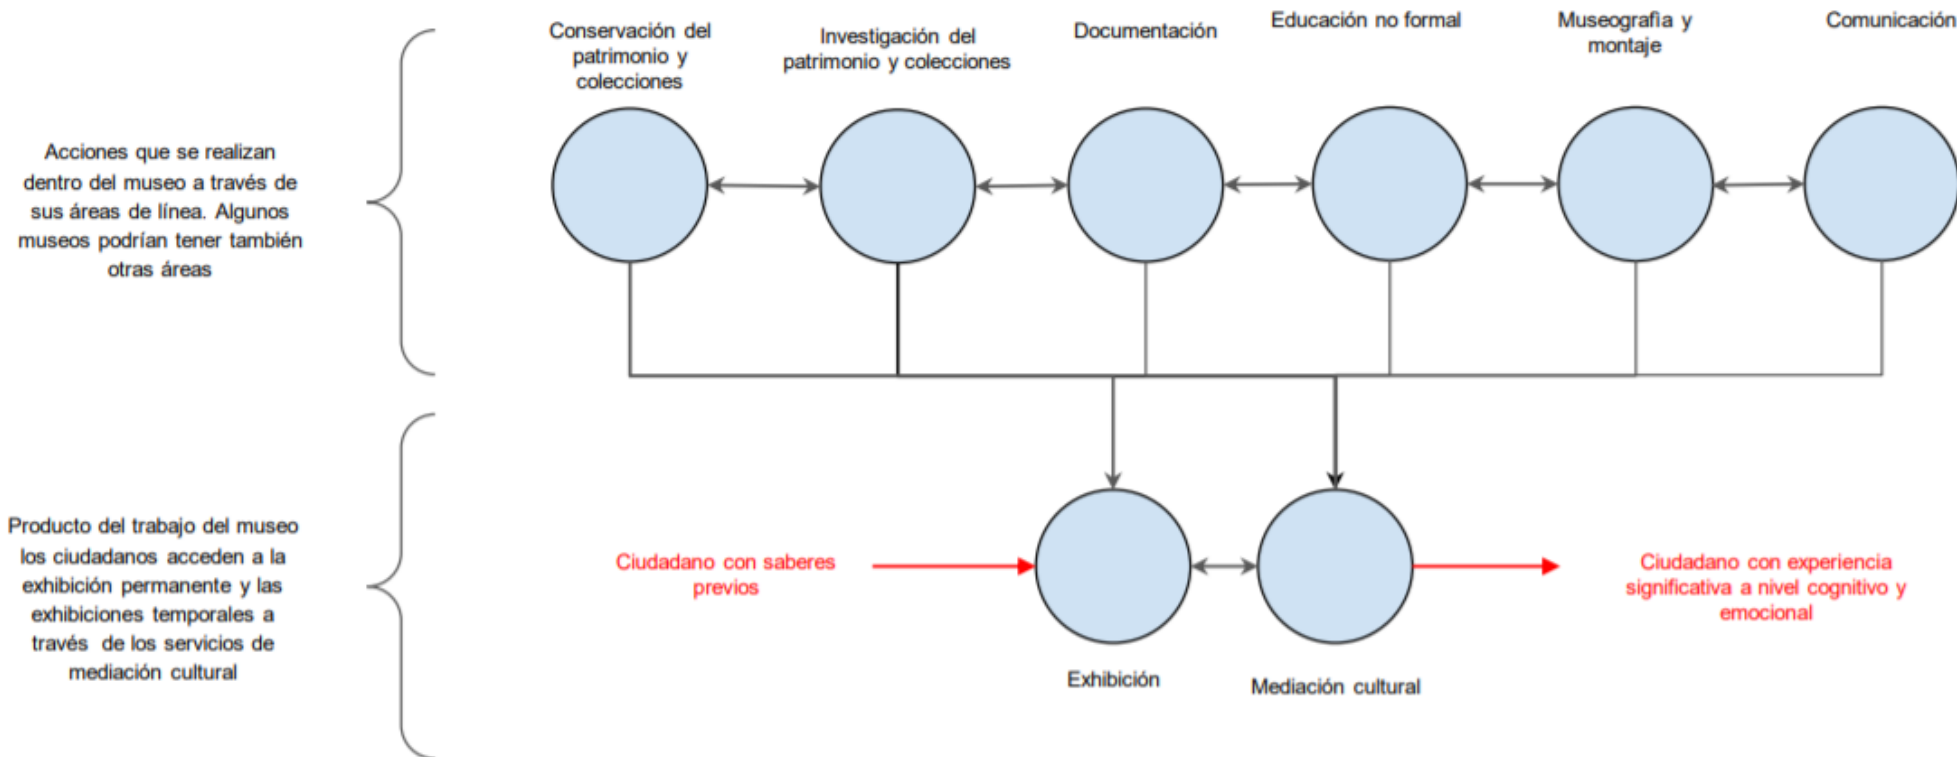 Conservación del
patrimonio y
colecciones
Investigación del
patrimonio y colecciones
Documentación
Educación no formal
Museografìa y
montaje
Comunicación
Acciones que se realizan
dentro del museo a través de
sus áreas de línea. Algunos
museos podrían tener también
otras áreas
Producto del trabajo del museo
los ciudadanos acceden a la
exhibición permanente y las
exhibiciones temporales a
través de los servicios de
mediación cultural
Ciudadano con saberes
previos
Ciudadano con experiencia
significativa a nivel cognitivo y
emocional
Exhibición
Mediación cultural